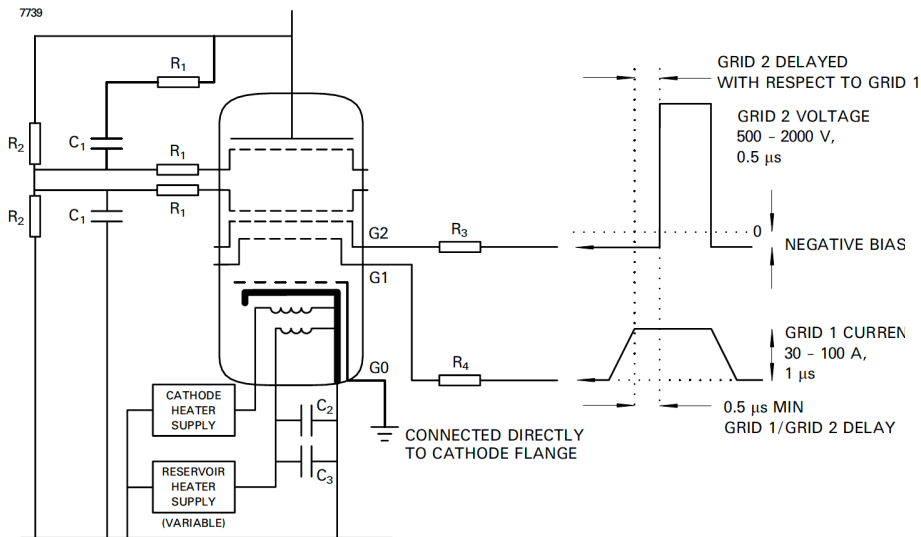 7739
R1
R2
C1
R1
R1
R2
C1
G2
R3
G1
G0
R4
CATHODE
HEATER
SUPPLY
C2
C3
RESERVOIR
HEATER
SUPPLY
(VARIABLE)
CONNECTED DIRECTLY
TO CATHODE FLANGE
GRID 2 DELAYED
WITH RESPECT TO GRID 1
GRID 2 VOLTAGE
500 – 2000 V,
0.5 µs
0
NEGATIVE BIAS
GRID 1 CURREN
30 – 100 A,
1 µs
0.5 µs MIN
GRID 1/GRID 2 DELAY